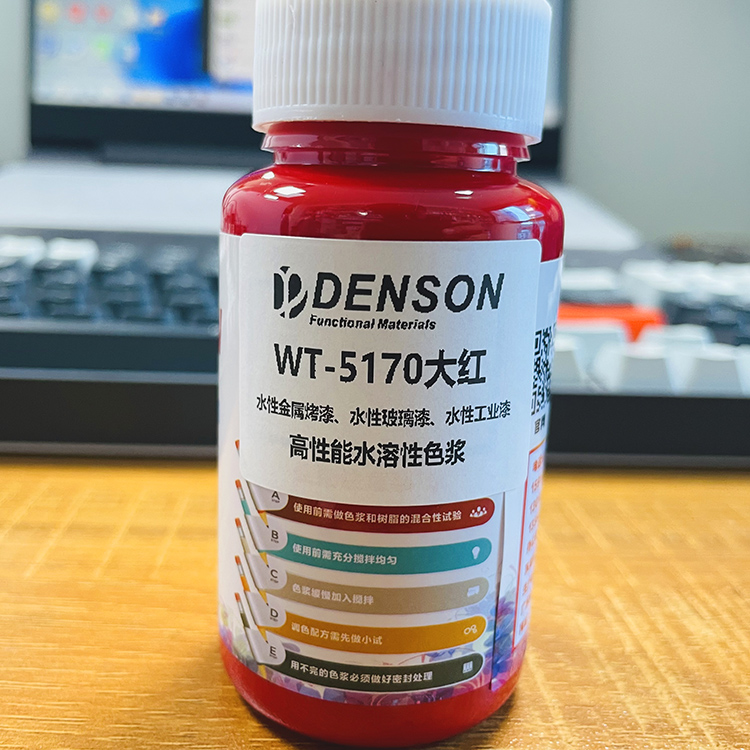 DENSON
Functional Materials
WT-5170大红
水性金属烤漆、水性玻璃漆、水性工业漆
高性能水溶性色浆
A
使用前需做色浆和树脂的混合性试验
B
使用前需充分搅拌均匀
C
色浆缓慢加入搅拌
D
调色配方需先做小试
E
用不完的色浆必须做好密封处理